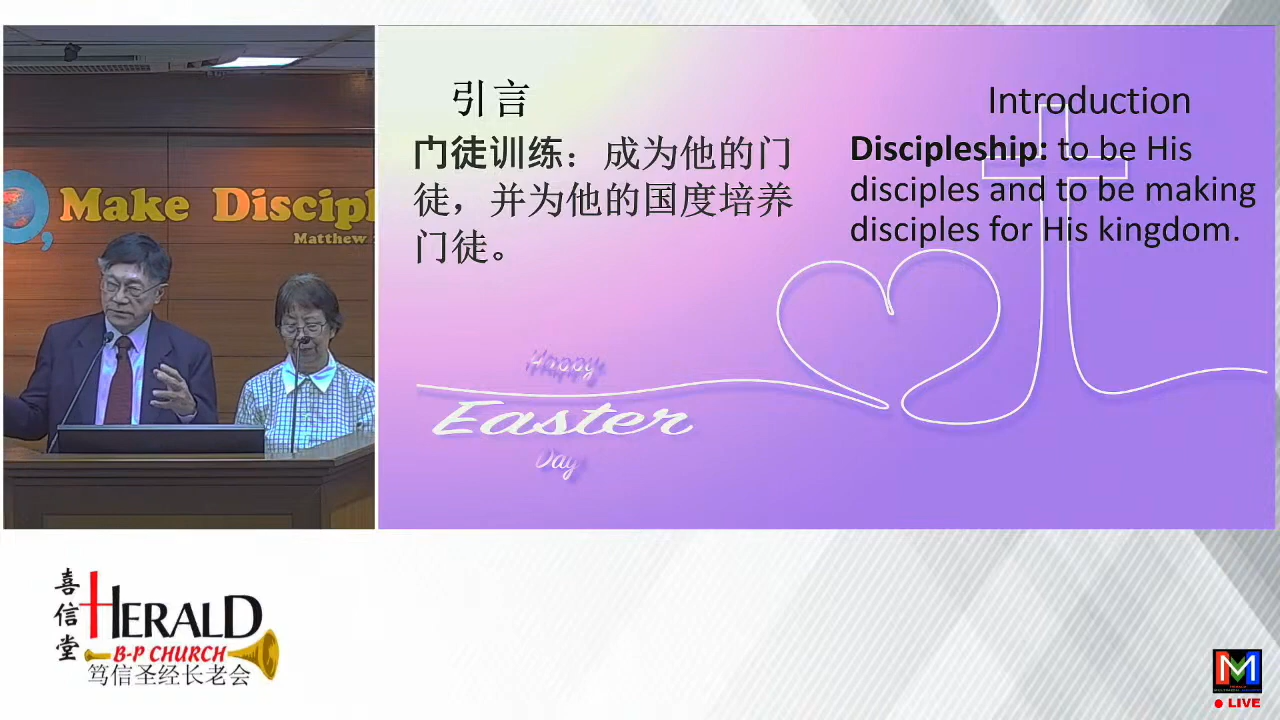 Make Discipl
Matthew
引言
门徒训练：成为他的门
徒，并为他的国度培养
门徒。
Introduction
Discipleship: to be His
disciples and to be making
disciples for His kingdom.
Happy
Easter
Day
喜信堂
HERALD
B-P CHURCH
笃信圣经长老会
LIVE